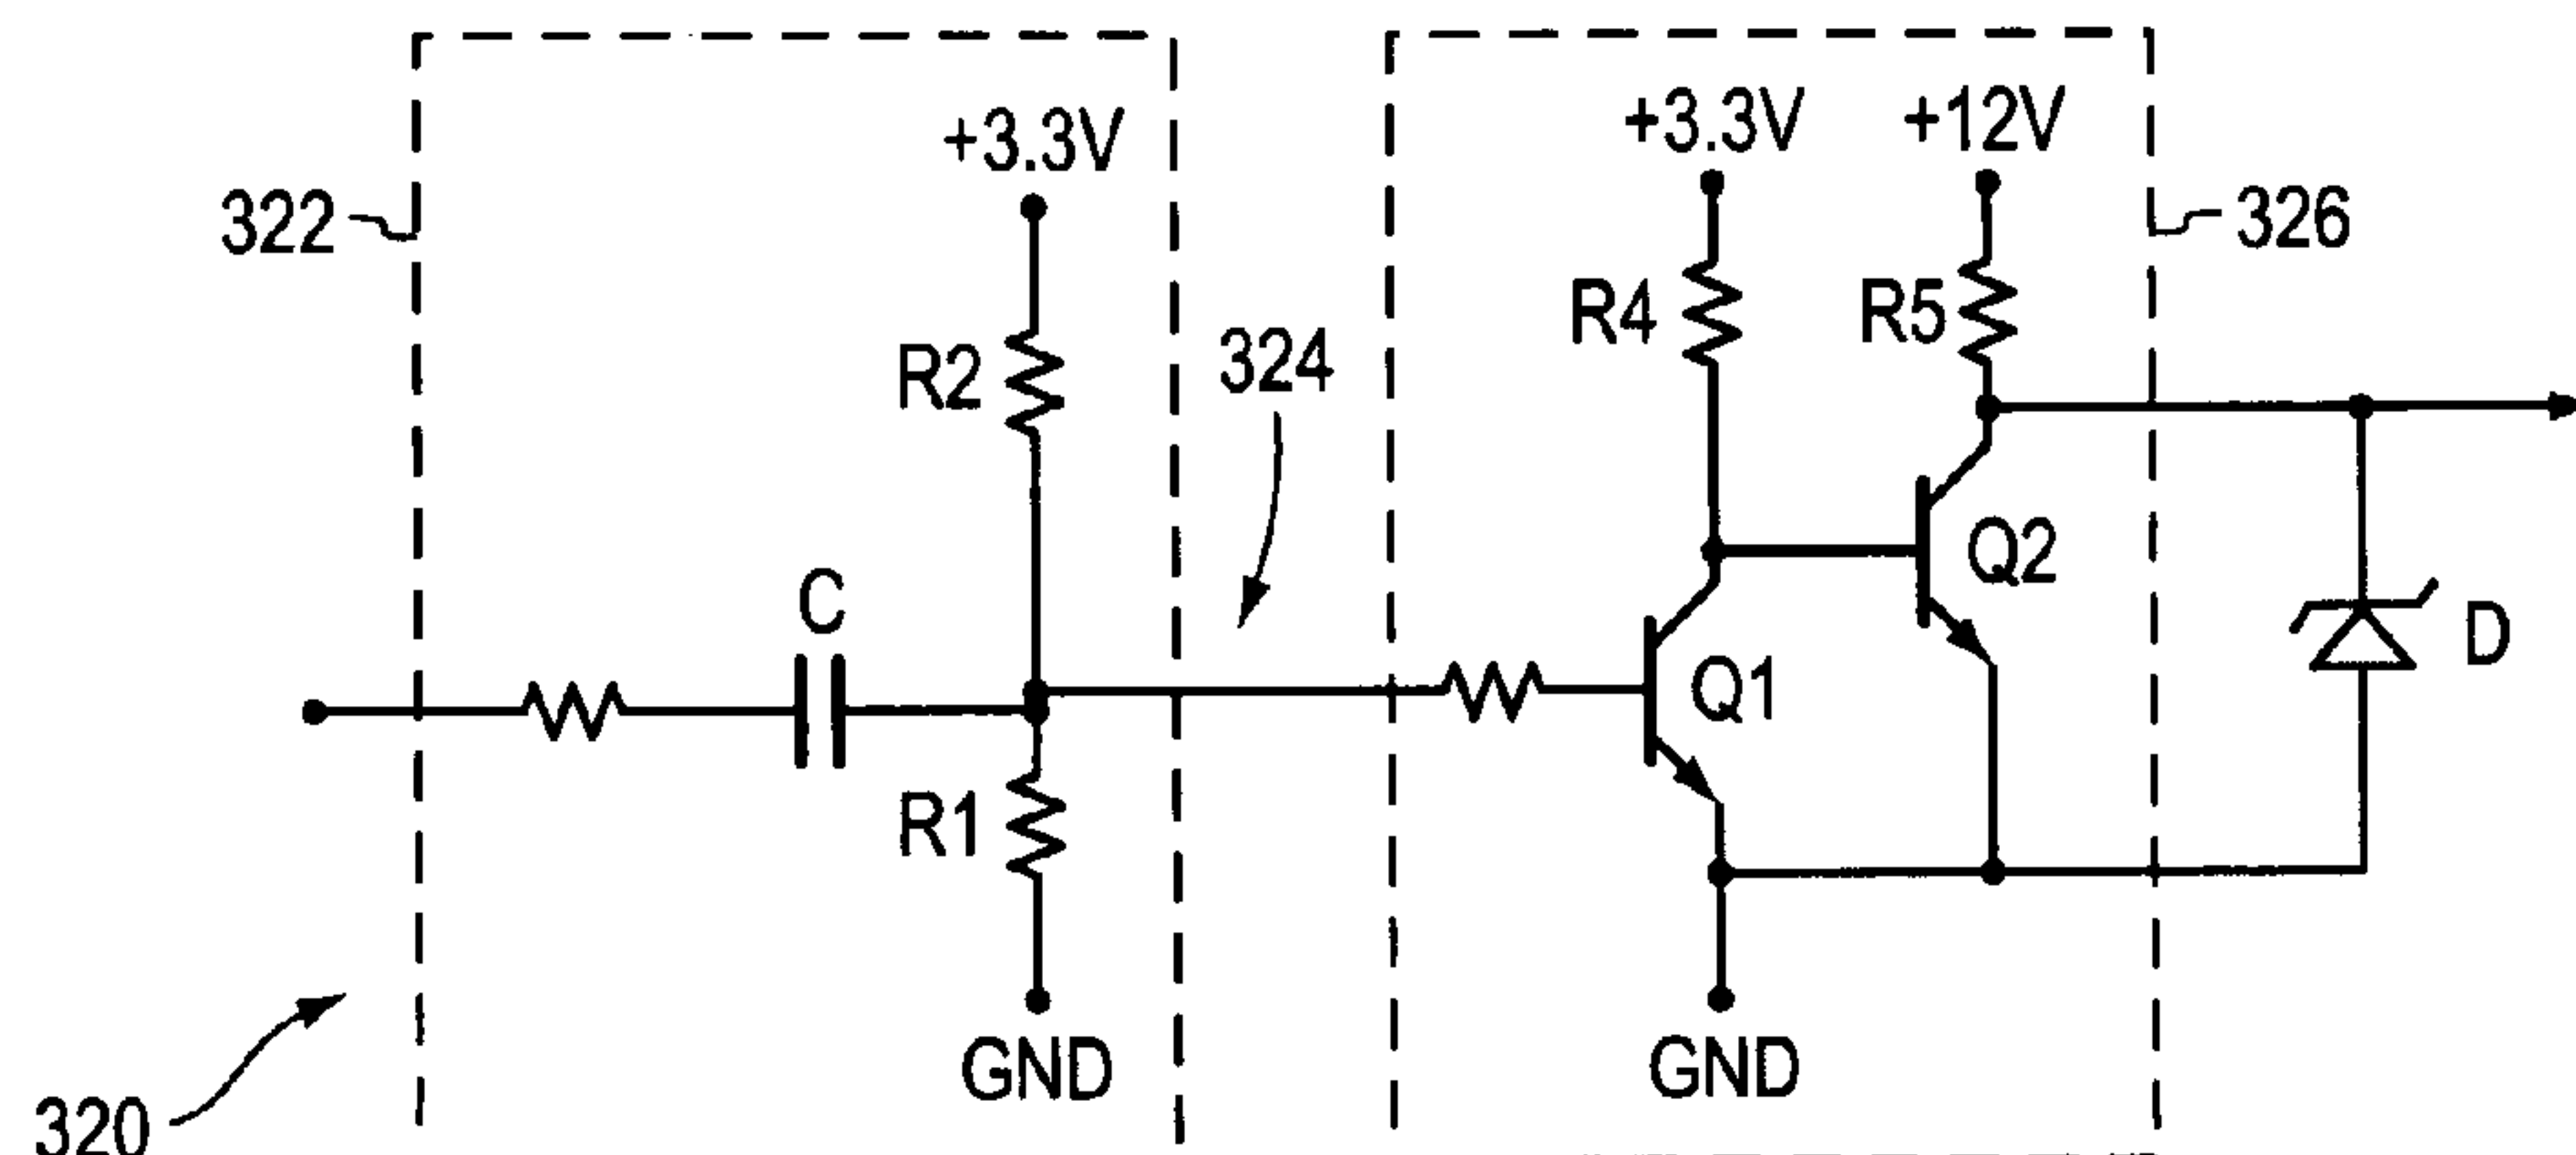 +3.3V
+3.3V
+12V
322
326
R2
R4
R5
324
C
Q2
D
Q1
R1
GND
GND
320